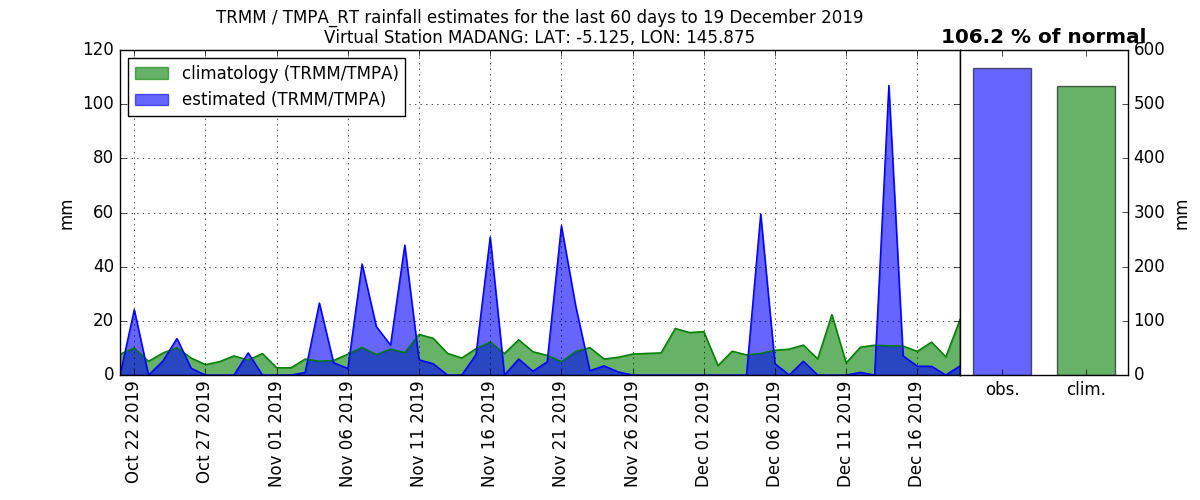 TRMM / TMPA_RT rainfall estimates for the last 60 days to 19 December 2019
Virtual Station MADANG: LAT: -5.125, LON: 145.875
106.2 % of normal
climatology (TRMM/TMPA)
estimated (TRMM/TMPA)
mm
120
100
80
60
40
20
0
Oct 22 2019
Oct 27 2019
Nov 01 2019
Nov 06 2019
Nov 11 2019
Nov 16 2019
Nov 21 2019
Nov 26 2019
Dec 01 2019
Dec 06 2019
Dec 11 2019
Dec 16 2019
600
500
400
300
200
100
0
mm
obs.
clim.